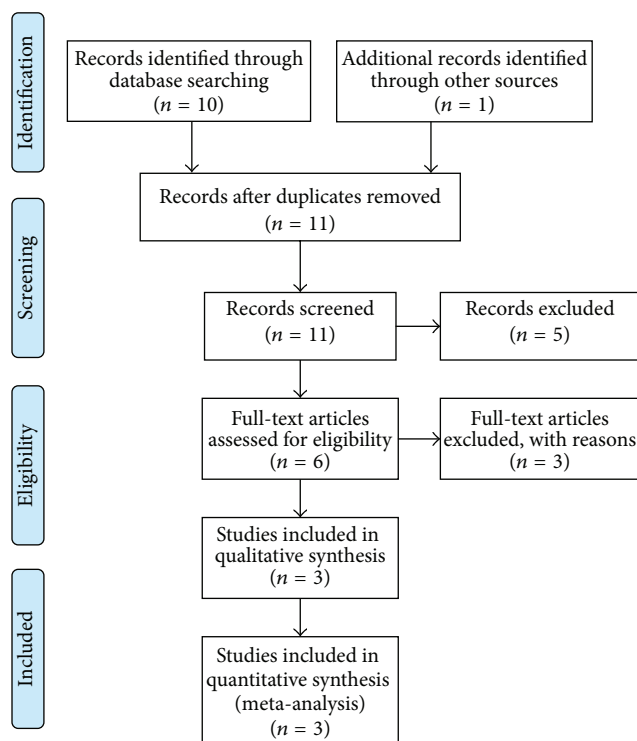 Identification
Records identified through
database searching
(n = 10)
Additional records identified
through other sources
(n = 1)
Records after duplicates removed
(n = 11)
Screening
Records screened
(n = 11)
Records excluded
(n = 5)
Eligibility
Full-text articles
assessed for eligibility
(n = 6)
Full-text articles
excluded, with reasons
(n = 3)
Studies included in
qualitative synthesis
(n = 3)
Included
Studies included in
quantitative synthesis
(meta-analysis)
(n = 3)